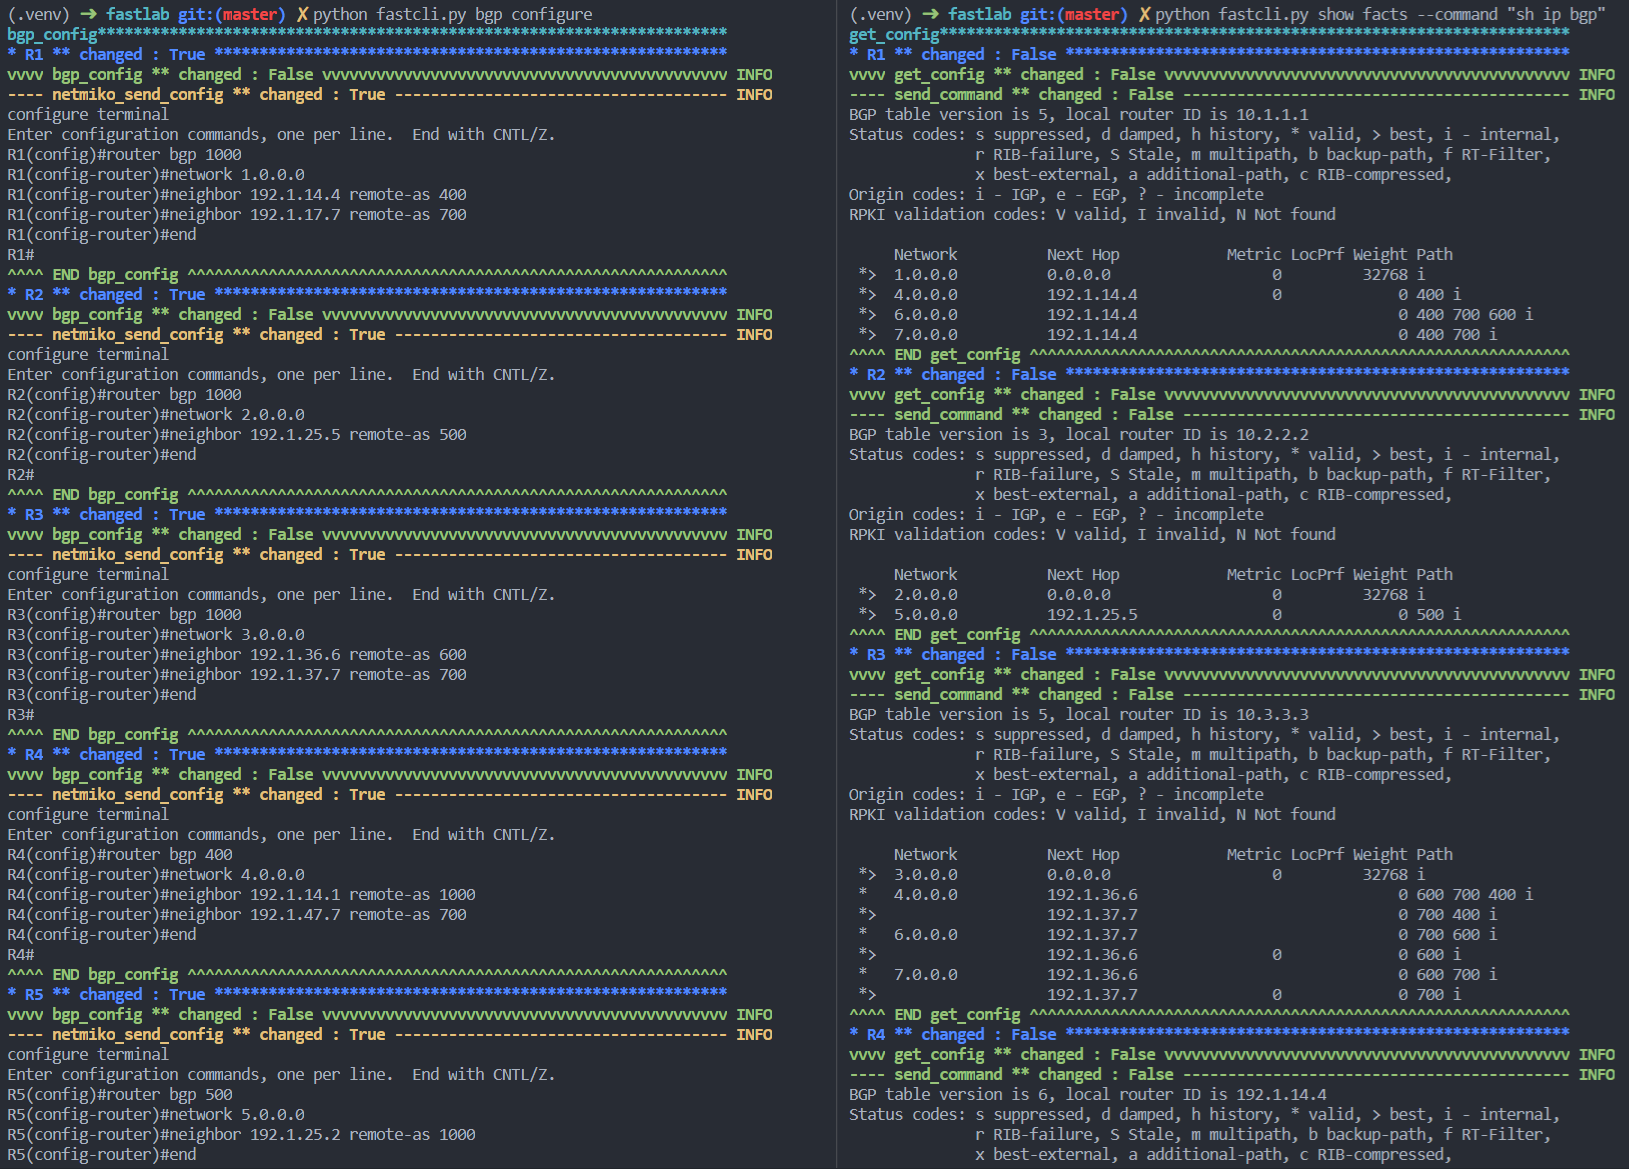 (.venv) → fastlab git:(master) ✗ python fastcli.py bgp configure
bgp_config**********************************************************************
* R1 ** changed : True *********************************************************
vvvv bgp_config ** changed : False vvvvvvvvvvvvvvvvvvvvvvvvvvvvvvvvvvvvvvvvvvvvv INFO
---- netmiko_send_config ** changed : True ------------------------------------- INFO
configure terminal
Enter configuration commands, one per line.  End with CNTL/Z.
R1(config)#router bgp 1000
R1(config-router)#network 1.0.0.0
R1(config-router)#neighbor 192.1.14.4 remote-as 400
R1(config-router)#neighbor 192.1.17.7 remote-as 700
R1(config-router)#end
R1#
^^^^ END bgp_config ^^^^^^^^^^^^^^^^^^^^^^^^^^^^^^^^^^^^^^^^^^^^^^^^^^^^^^^^^^^^
* R2 ** changed : True *********************************************************
vvvv bgp_config ** changed : False vvvvvvvvvvvvvvvvvvvvvvvvvvvvvvvvvvvvvvvvvvvvv INFO
---- netmiko_send_config ** changed : True ------------------------------------- INFO
configure terminal
Enter configuration commands, one per line.  End with CNTL/Z.
R2(config)#router bgp 1000
R2(config-router)#network 2.0.0.0
R2(config-router)#neighbor 192.1.25.5 remote-as 500
R2(config-router)#end
R2#
^^^^ END bgp_config ^^^^^^^^^^^^^^^^^^^^^^^^^^^^^^^^^^^^^^^^^^^^^^^^^^^^^^^^^^^^
* R3 ** changed : True *********************************************************
vvvv bgp_config ** changed : False vvvvvvvvvvvvvvvvvvvvvvvvvvvvvvvvvvvvvvvvvvvvv INFO
---- netmiko_send_config ** changed : True ------------------------------------- INFO
configure terminal
Enter configuration commands, one per line.  End with CNTL/Z.
R3(config)#router bgp 1000
R3(config-router)#network 3.0.0.0
R3(config-router)#neighbor 192.1.36.6 remote-as 600
R3(config-router)#neighbor 192.1.37.7 remote-as 700
R3(config-router)#end
R3#
^^^^ END bgp_config ^^^^^^^^^^^^^^^^^^^^^^^^^^^^^^^^^^^^^^^^^^^^^^^^^^^^^^^^^^^^
* R4 ** changed : True *********************************************************
vvvv bgp_config ** changed : False vvvvvvvvvvvvvvvvvvvvvvvvvvvvvvvvvvvvvvvvvvvvv INFO
---- netmiko_send_config ** changed : True ------------------------------------- INFO
configure terminal
Enter configuration commands, one per line.  End with CNTL/Z.
R4(config)#router bgp 400
R4(config-router)#network 4.0.0.0
R4(config-router)#neighbor 192.1.14.1 remote-as 1000
R4(config-router)#neighbor 192.1.47.7 remote-as 700
R4(config-router)#end
R4#
^^^^ END bgp_config ^^^^^^^^^^^^^^^^^^^^^^^^^^^^^^^^^^^^^^^^^^^^^^^^^^^^^^^^^^^^
* R5 ** changed : True *********************************************************
vvvv bgp_config ** changed : False vvvvvvvvvvvvvvvvvvvvvvvvvvvvvvvvvvvvvvvvvvvvv INFO
---- netmiko_send_config ** changed : True ------------------------------------- INFO
configure terminal
Enter configuration commands, one per line.  End with CNTL/Z.
R5(config)#router bgp 500
R5(config-router)#network 5.0.0.0
R5(config-router)#neighbor 192.1.25.2 remote-as 1000
R5(config-router)#end
(.venv) → fastlab git:(master) ✗ python fastcli.py show facts --command "sh ip bgp"
get_config**********************************************************************
* R1 ** changed : False ********************************************************
vvvv get_config ** changed : False vvvvvvvvvvvvvvvvvvvvvvvvvvvvvvvvvvvvvvvvvvvvv INFO
---- send_command ** changed : False ------------------------------------------- INFO
BGP table version is 5, local router ID is 10.1.1.1
Status codes: s suppressed, d damped, h history, * valid, > best, i - internal,
              r RIB-failure, S Stale, m multipath, b backup-path, f RT-Filter,
              x best-external, a additional-path, c RIB-compressed,
Origin codes: i - IGP, e - EGP, ? - incomplete
RPKI validation codes: V valid, I invalid, N Not found
     Network          Next Hop            Metric LocPrf Weight Path
 *>  1.0.0.0          0.0.0.0                  0         32768 i
 *>  4.0.0.0          192.1.14.4               0             0 400 i
 *>  6.0.0.0          192.1.14.4                             0 400 700 600 i
 *>  7.0.0.0          192.1.14.4                             0 400 700 i
^^^^ END get_config ^^^^^^^^^^^^^^^^^^^^^^^^^^^^^^^^^^^^^^^^^^^^^^^^^^^^^^^^^^^^
* R2 ** changed : False ********************************************************
vvvv get_config ** changed : False vvvvvvvvvvvvvvvvvvvvvvvvvvvvvvvvvvvvvvvvvvvvv INFO
---- send_command ** changed : False ------------------------------------------- INFO
BGP table version is 3, local router ID is 10.2.2.2
Status codes: s suppressed, d damped, h history, * valid, > best, i - internal,
              r RIB-failure, S Stale, m multipath, b backup-path, f RT-Filter,
              x best-external, a additional-path, c RIB-compressed,
Origin codes: i - IGP, e - EGP, ? - incomplete
RPKI validation codes: V valid, I invalid, N Not found
     Network          Next Hop            Metric LocPrf Weight Path
 *>  2.0.0.0          0.0.0.0                  0         32768 i
 *>  5.0.0.0          192.1.25.5               0             0 500 i
^^^^ END get_config ^^^^^^^^^^^^^^^^^^^^^^^^^^^^^^^^^^^^^^^^^^^^^^^^^^^^^^^^^^^^
* R3 ** changed : False ********************************************************
vvvv get_config ** changed : False vvvvvvvvvvvvvvvvvvvvvvvvvvvvvvvvvvvvvvvvvvvvv INFO
---- send_command ** changed : False ------------------------------------------- INFO
BGP table version is 5, local router ID is 10.3.3.3
Status codes: s suppressed, d damped, h history, * valid, > best, i - internal,
              r RIB-failure, S Stale, m multipath, b backup-path, f RT-Filter,
              x best-external, a additional-path, c RIB-compressed,
Origin codes: i - IGP, e - EGP, ? - incomplete
RPKI validation codes: V valid, I invalid, N Not found
     Network          Next Hop            Metric LocPrf Weight Path
 *>  3.0.0.0          0.0.0.0                  0         32768 i
 *   4.0.0.0          192.1.36.6                             0 600 700 400 i
 *>                   192.1.37.7                             0 700 400 i
 *   6.0.0.0          192.1.37.7                             0 700 600 i
 *>                   192.1.36.6               0             0 600 i
 *   7.0.0.0          192.1.36.6                             0 600 700 i
 *>                   192.1.37.7               0             0 700 i
^^^^ END get_config ^^^^^^^^^^^^^^^^^^^^^^^^^^^^^^^^^^^^^^^^^^^^^^^^^^^^^^^^^^^^
* R4 ** changed : False ********************************************************
vvvv get_config ** changed : False vvvvvvvvvvvvvvvvvvvvvvvvvvvvvvvvvvvvvvvvvvvvv INFO
---- send_command ** changed : False ------------------------------------------- INFO
BGP table version is 6, local router ID is 192.1.14.4
Status codes: s suppressed, d damped, h history, * valid, > best, i - internal,
              r RIB-failure, S Stale, m multipath, b backup-path, f RT-Filter,
              x best-external, a additional-path, c RIB-compressed,